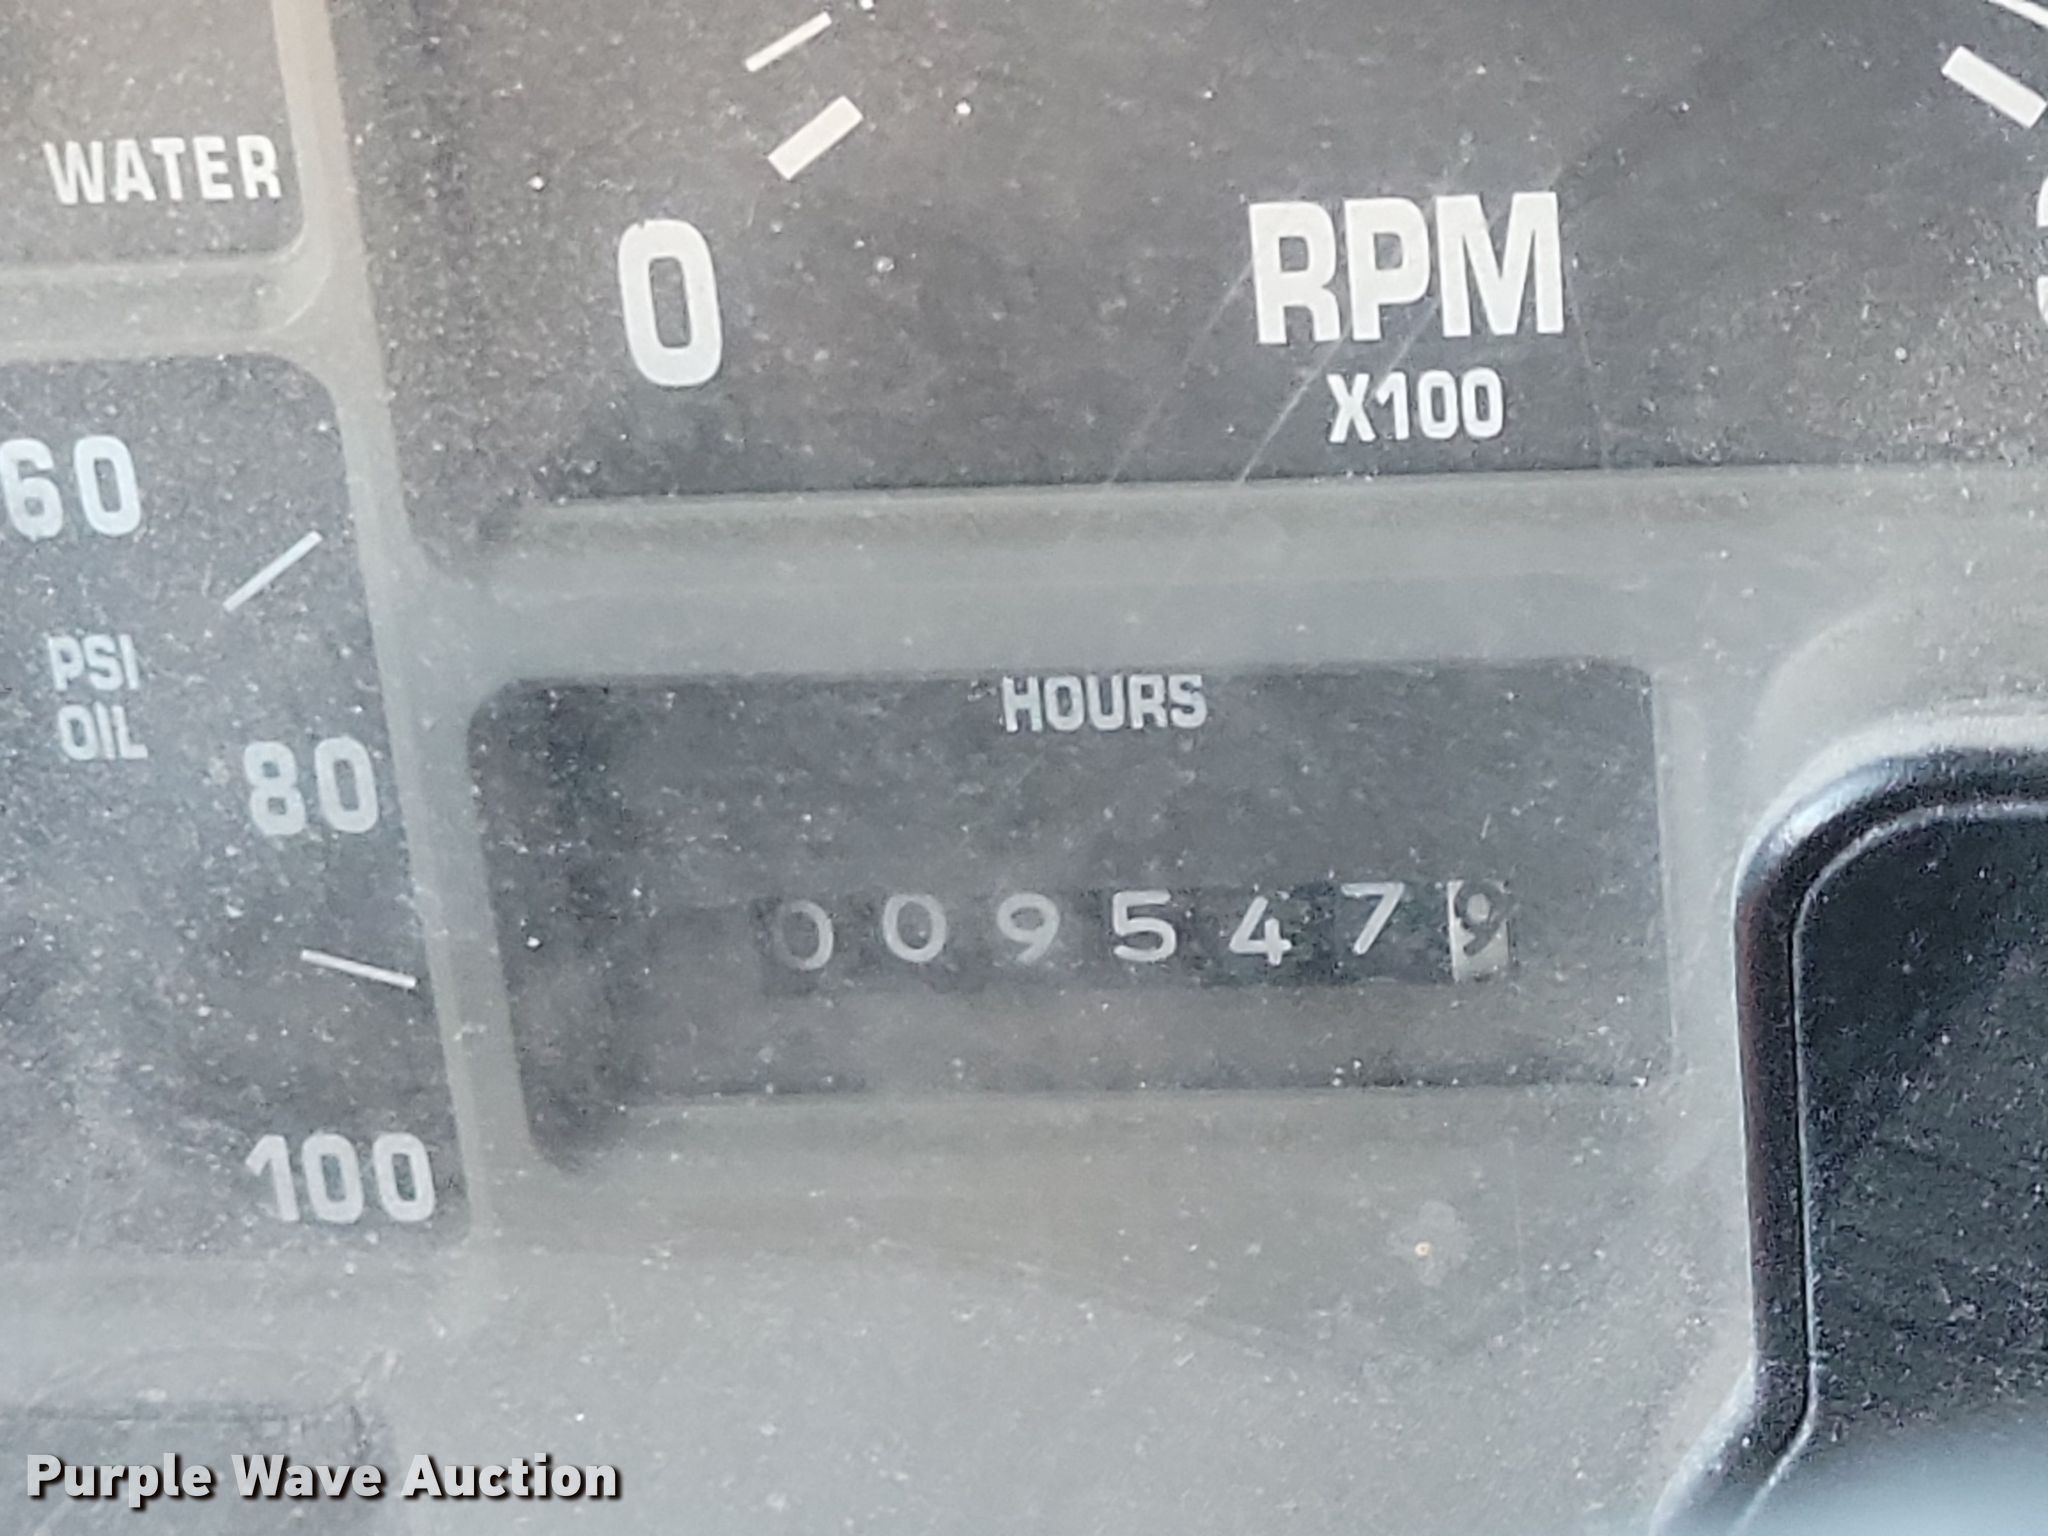 WATER
0
RPM
X100
60
PSI
OIL
80
100
HOURS
0095479
Purple Wave Auction